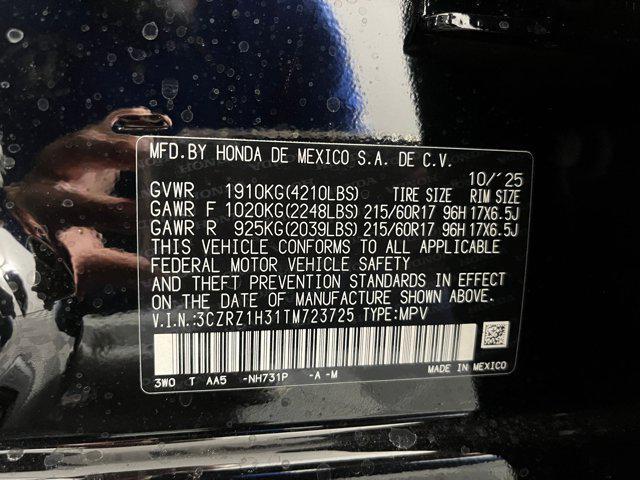 MFD.BY HONDA DE MEXICO S.A. DE C.V.
10/'25
GVWR 1910KG(4210LBS) TIRE SIZE RIM SIZE
GAWR F 1020KG(2248LBS) 215/60R17 96H 17X6.5J
GAWR R 925KG(2039LBS) 215/60R17 96H 17X6.5J
THIS VEHICLE CONFORMS TO ALL APPLICABLE
FEDERAL MOTOR VEHICLE SAFETY
AND THEFT PREVENTION STANDARDS IN EFFECT
ON THE DATE OF MANUFACTURE SHOWN ABOVE.
V.I.N.:3CZRZ1H31TM723725 TYPE:MPV
3W0 T AA5 -NH731P -A-M MADE IN MEXICO